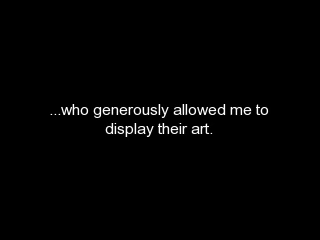 ...who generously allowed me to
display their art.